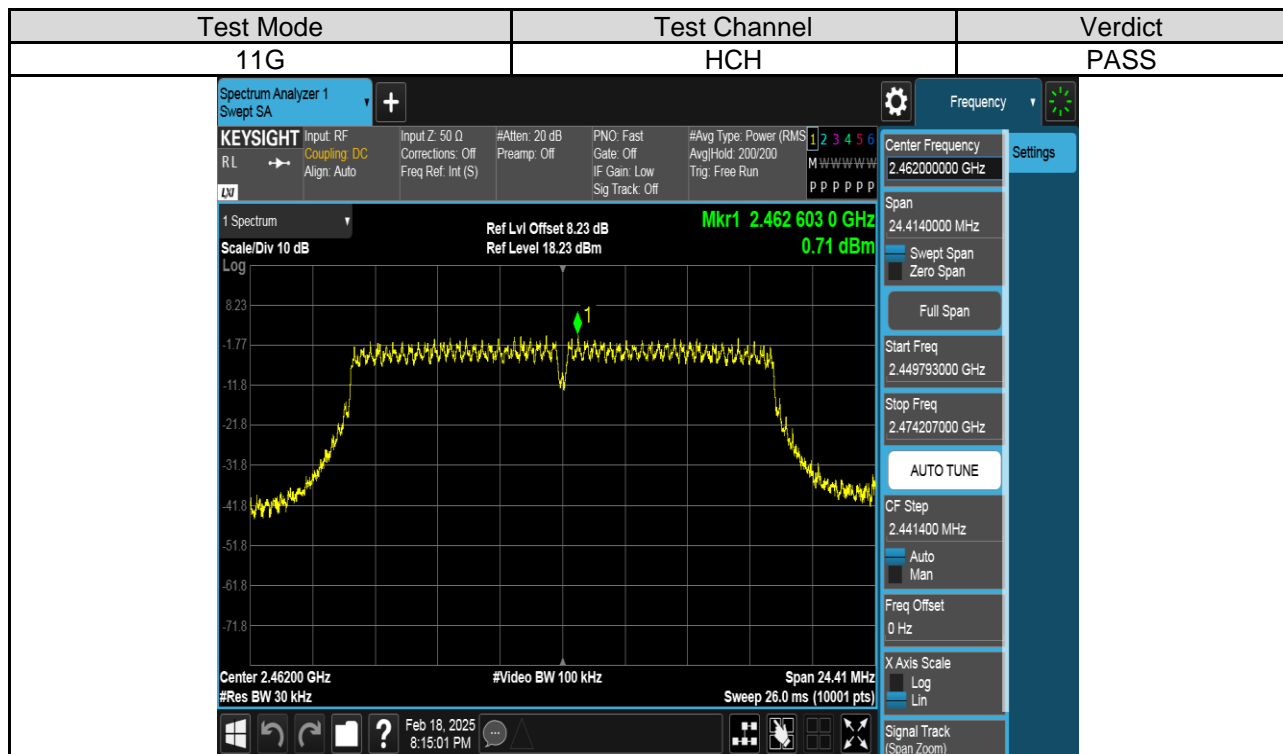 Test Mode Test Channel Verdict
11G HCH PASS
Spectrum Analyzer 1
Swept SA
+
Frequency
KEYSIGHT
R L
LXI
Input: RF
Coupling: DC
Align: Auto
Input Z: 50 Ω
Corrections: Off
Freq Ref: Int (S)
#Atten: 20 dB
Preamp: Off
PNO: Fast
Gate: Off
IF Gain: Low
Sig Track: Off
#Avg Type: Power (RMS
Avg|Hold: 200/200
Trig: Free Run
1 2 3 4 5 6
M W W W W W
P P P P P P
1 Spectrum
Scale/Div 10 dB
Log
Ref Lvl Offset 8.23 dB
Ref Level 18.23 dBm
Mkr1 2.462 603 0 GHz
0.71 dBm
1
8.23
-1.77
-11.8
-21.8
-31.8
-41.8
-51.8
-61.8
-71.8
Center 2.46200 GHz
#Video BW 100 kHz
Span 24.41 MHz
#Res BW 30 kHz
Sweep 26.0 ms (10001 pts)
?
Feb 18, 2025
8:15:01 PM
Center Frequency
2.462000000 GHz
Settings
Span
24.4140000 MHz
Swept Span
Zero Span
Full Span
Start Freq
2.449793000 GHz
Stop Freq
2.474207000 GHz
AUTO TUNE
CF Step
2.441400 MHz
Auto
Man
Freq Offset
0 Hz
X Axis Scale
Log
Lin
Signal Track
(Span Zoom)